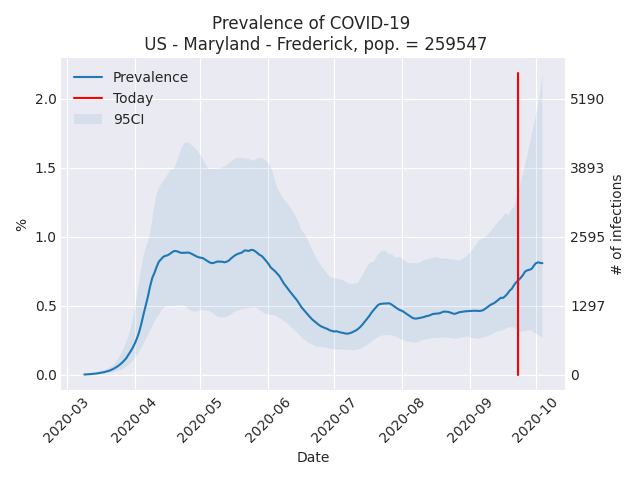 Prevalence of COVID-19
US - Maryland - Frederick, pop. = 259547
Prevalence
Today
95CI
%
2.0
1.5
1.0
0.5
0.0
5190
3893
2595
1297
0
# of infections
2020-03
2020-04
2020-05
2020-06
2020-07
2020-08
2020-09
2020-10
Date